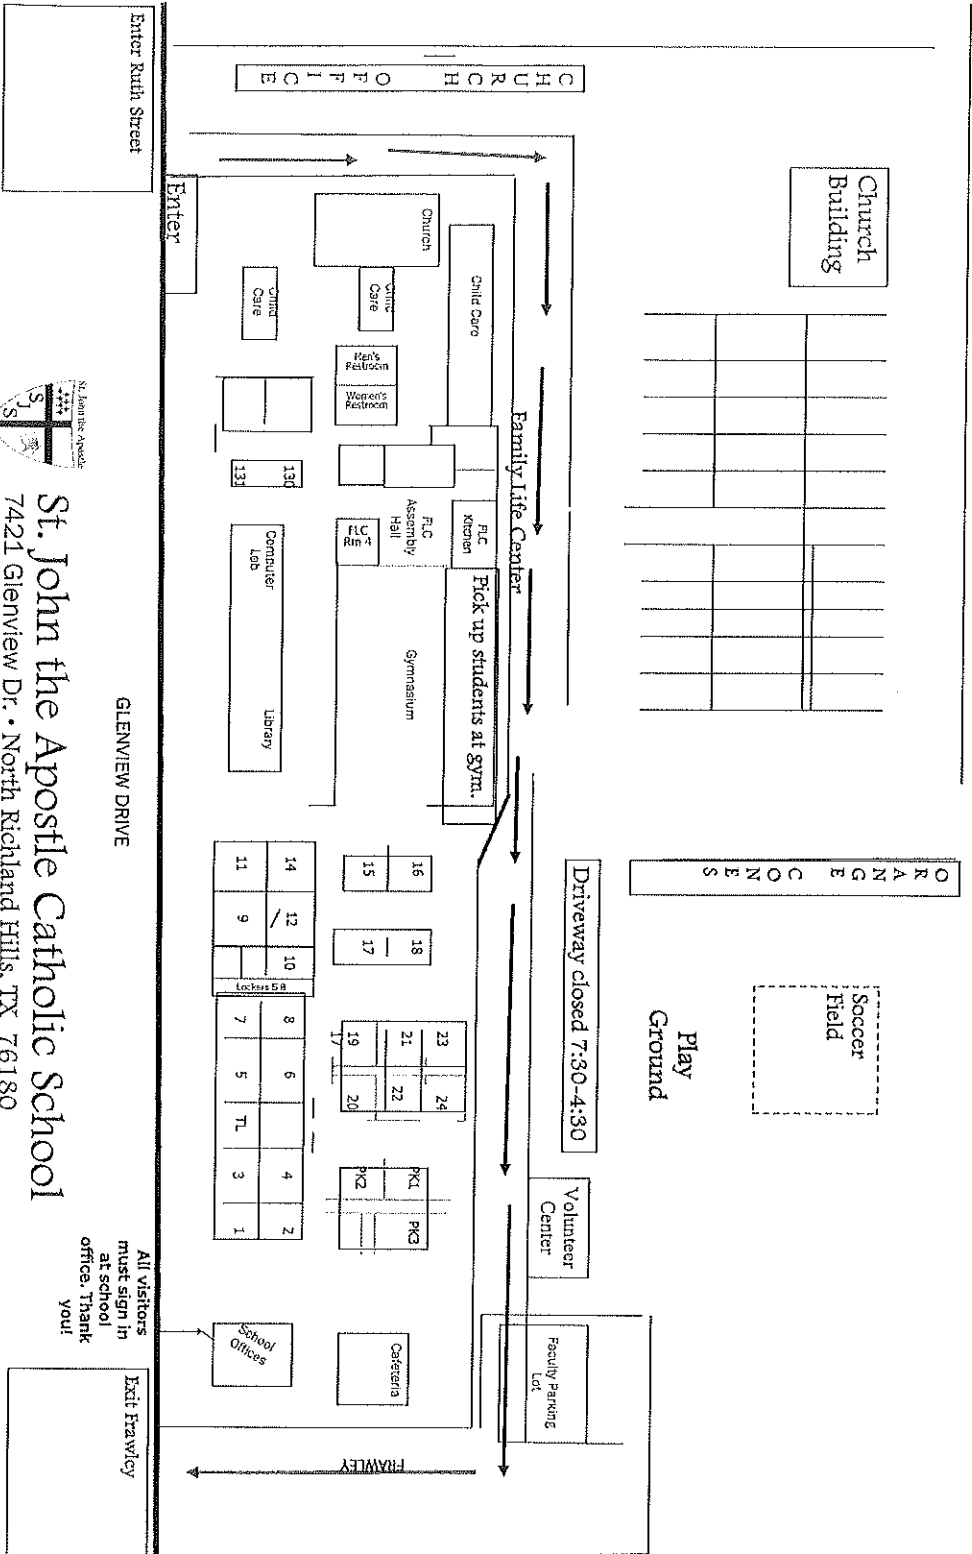 CHURCH OFFICE
Church
Building
Enter Ruth Street
Enter
Church
Child Care
Child
Care
Child
Care
Men's
Restroom
Women's
Restroom
Family Life Center
130
131
FLC
Kitchen
FLC
Assembly
Hall
FLC
Rm 4
Computer
Lab
Library
Gymnasium
Pick up students at gym.
ORANGE CONES
Soccer
Field
Play
Ground
Driveway closed 7:30-4:30
Volunteer
Center
Faculty Parking
Lot
16
15
18
17
14
11
12
9
10
Lockers 5-8
8
7
6
5
TL
4
3
2
1
23
21
19
17
24
22
20
PK1
PK2
PK3
Cafeteria
School
Offices
FRAWLEY
Exit Frawley
GLENVIEW DRIVE
All visitors
must sign in
at school
office. Thank
you!
St. John the Apostle
S J
S
St. John the Apostle Catholic School
7421 Glenview Dr. • North Richland Hills, TX 76180